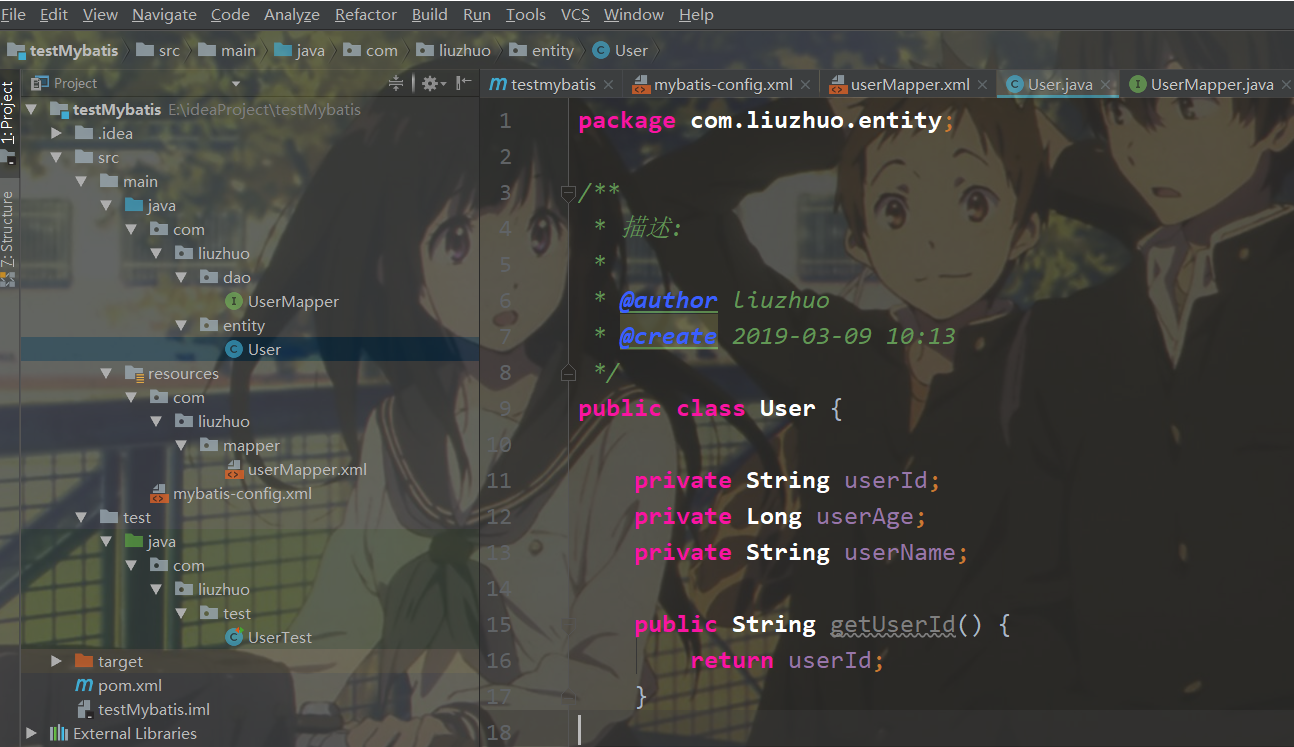 File Edit View Navigate Code Analyze Refactor Build Run Tools VCS Window Help
testMybatis src main java com liuzhuo entity User
1: Project
7: Structure
Project
testMybatis E:\ideaProject\testMybatis
.idea
src
main
java
com
liuzhuo
dao
UserMapper
entity
User
resources
com
liuzhuo
mapper
userMapper.xml
mybatis-config.xml
test
java
com
liuzhuo
test
UserTest
target
pom.xml
testMybatis.iml
External Libraries
testmybatis mybatis-config.xml userMapper.xml User.java UserMapper.java
1 package com.liuzhuo.entity;
2
3 /**
4 * 描述:
5 *
6 * @author liuzhuo
7 * @create 2019-03-09 10:13
8 */
9 public class User {
10
11 private String userId;
12 private Long userAge;
13 private String userName;
14
15 public String getUserId() {
16 return userId;
17 }
18